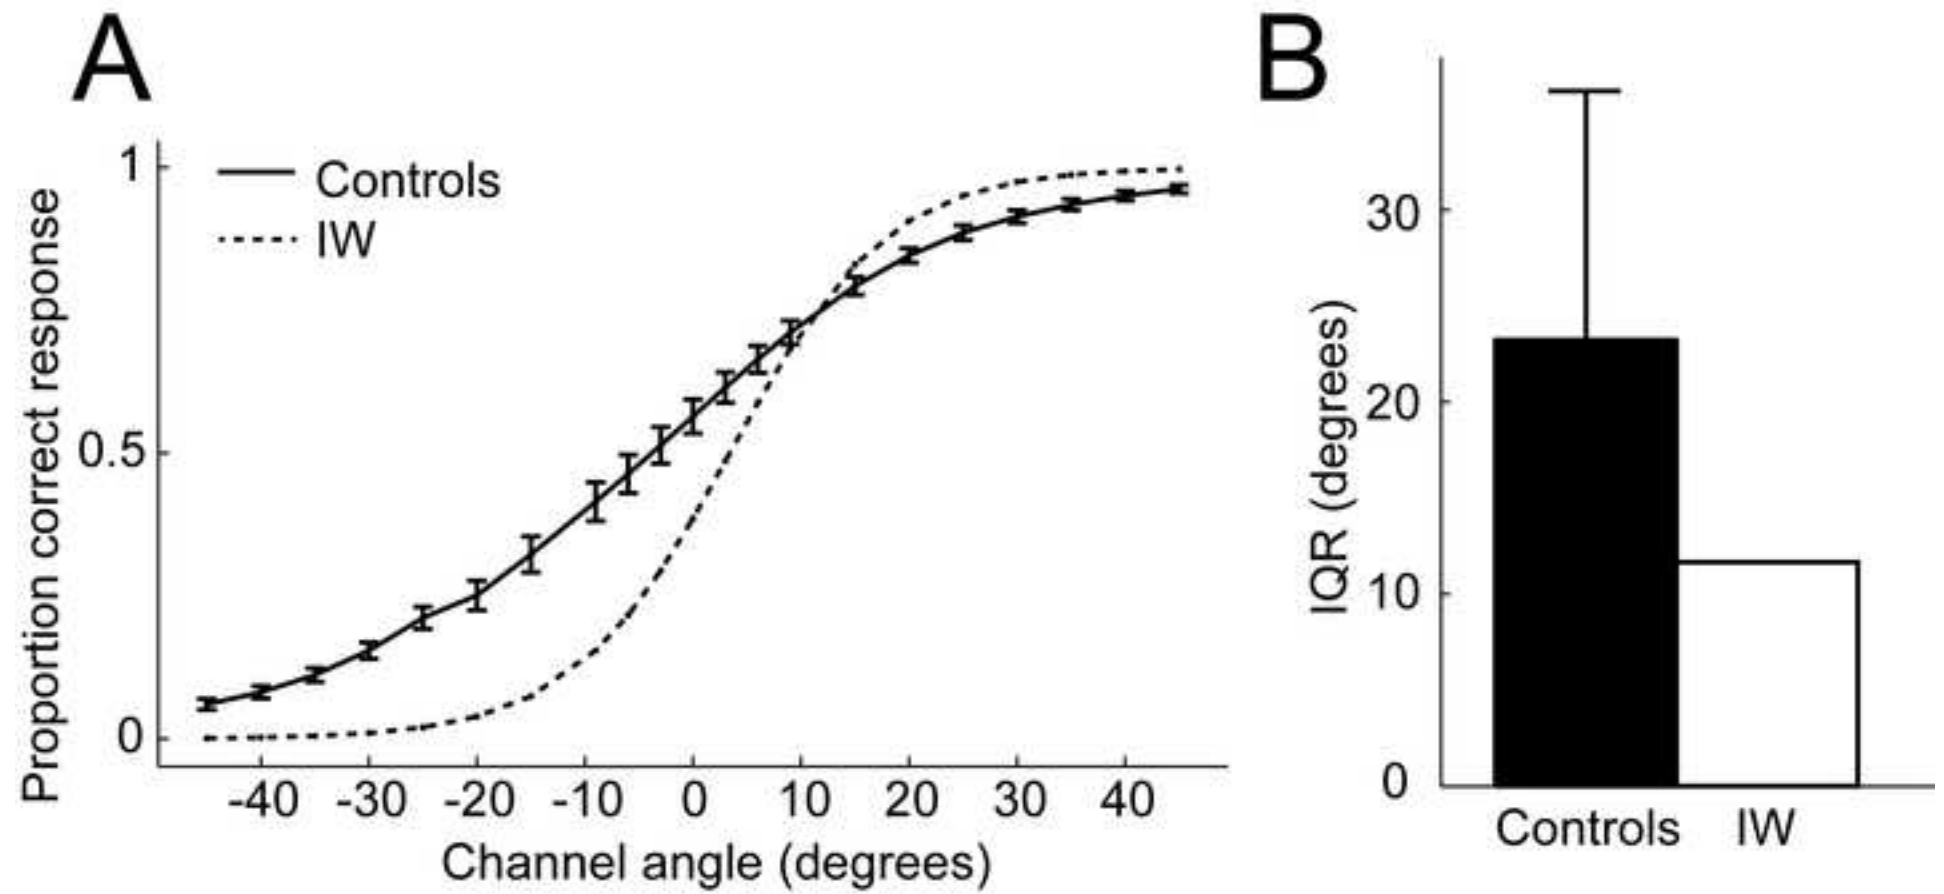 A
Proportion correct response
1
0.5
0
Controls
IW
-40 -30 -20 -10 0 10 20 30 40
Channel angle (degrees)
B
IQR (degrees)
30
20
10
0
Controls IW